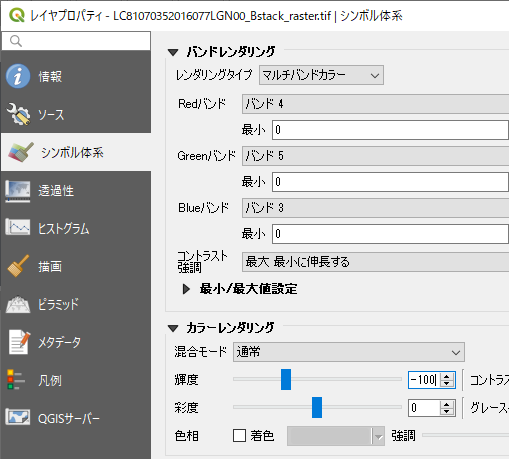 レイヤプロパティ - LC81070352016077LGN00_Bstack_raster.tif | シンボル体系
情報
ソース
シンボル体系
透過性
ヒストグラム
描画
ピラミッド
メタデータ
凡例
QGISサーバー
バンドレンダリング
レンダリングタイプ マルチバンドカラー
Redバンド バンド 4
最小 0
Greenバンド バンド 5
最小 0
Blueバンド バンド 3
最小 0
コントラスト
強調 最大 最小に伸長する
最小/最大値設定
カラーレンダリング
混合モード 通常
輝度 -100 コントラス
彩度 0 グレース
色相 着色 強調